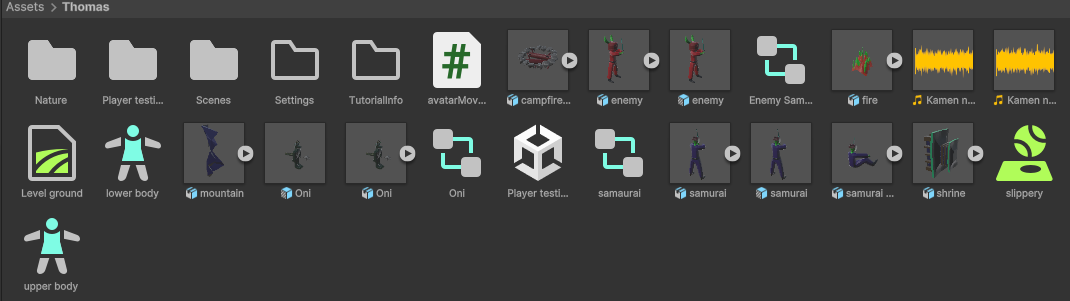 Assets > Thomas
Nature
Player testi...
Scenes
Settings
TutorialInfo
avatarMov...
campfire...
enemy
enemy
Enemy Sam...
fire
Kamen n...
Kamen n...
Level ground
lower body
mountain
Oni
Oni
Oni
Player testi...
samaurai
samurai
samurai
samurai ...
shrine
slippery
upper body